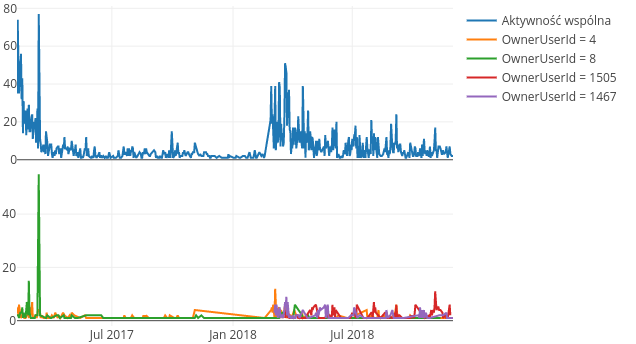 80
60
40
20
0
40
20
0
Jul 2017
Jan 2018
Jul 2018
Aktywność wspólna
OwnerUserId = 4
OwnerUserId = 8
OwnerUserId = 1505
OwnerUserId = 1467